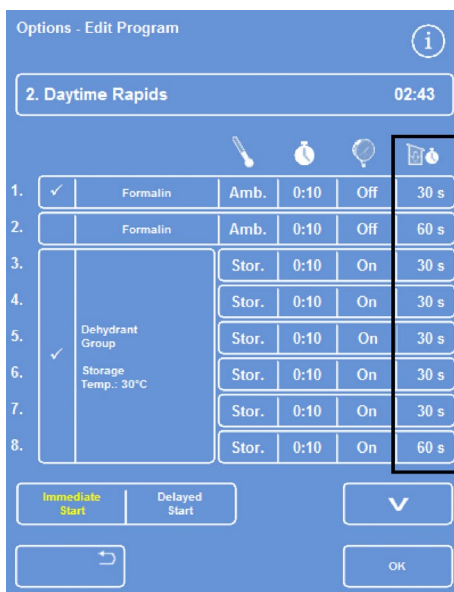 Options - Edit Program
i
2. Daytime Rapids 02:43
1. ✓ Formalin Amb. 0:10 Off 30 s
2. Formalin Amb. 0:10 Off 60 s
3. Stor. 0:10 On 30 s
4. Stor. 0:10 On 30 s
5. Dehydrant Group Stor. 0:10 On 30 s
6. ✓ Storage Temp.: 30°C Stor. 0:10 On 30 s
7. Stor. 0:10 On 30 s
8. Stor. 0:10 On 60 s
Immediate Start Delayed Start
OK